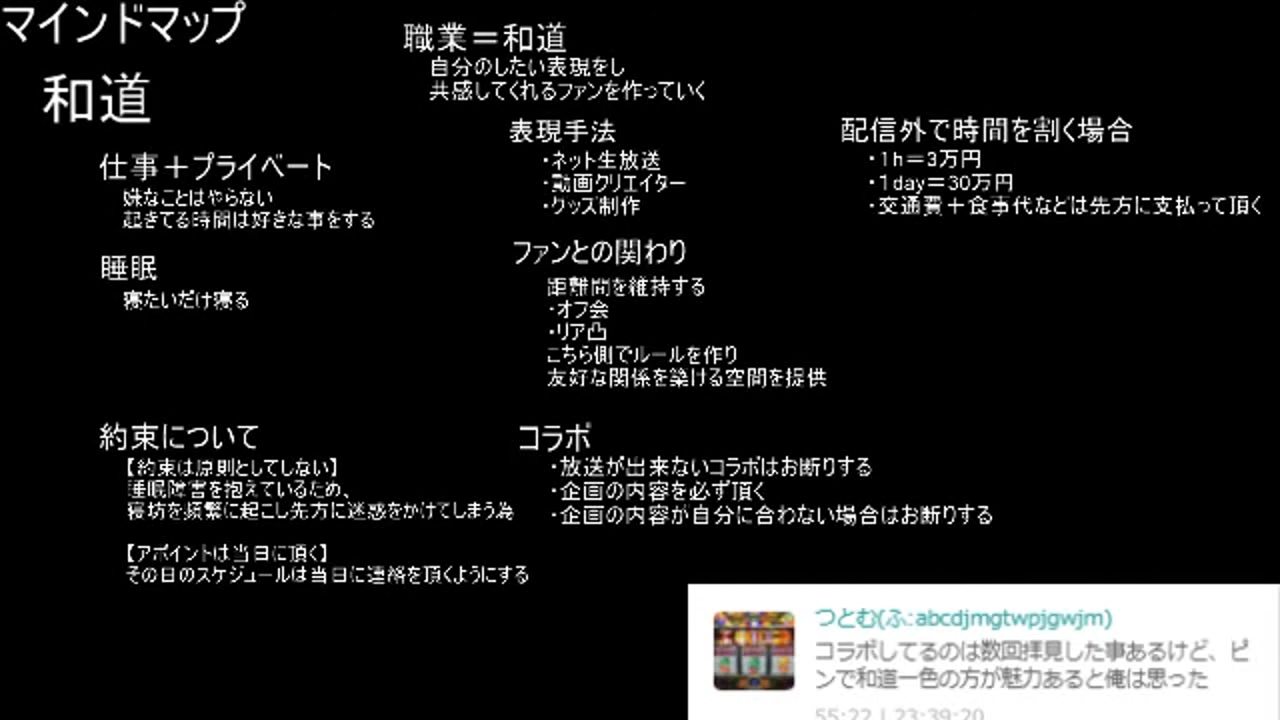 マインドマップ
和道
仕事＋プライベート
嫌なことはやらない
起きてる時間は好きな事をする
睡眠
寝たいだけ寝る
約束について
【約束は原則としてしない】
睡眠障害を抱えているため、
寝坊を頻繁に起こし先方に迷惑をかけてしまう為
【アポイントは当日に頂く】
その日のスケジュールは当日に連絡を頂くようにする
職業＝和道
自分のしたい表現をし
共感してくれるファンを作っていく
表現手法
・ネット生放送
・動画クリエイター
・グッズ制作
ファンとの関わり
距離間を維持する
・オフ会
・リア凸
こちら側でルールを作り
友好な関係を築ける空間を提供
コラボ
・放送が出来ないコラボはお断りする
・企画の内容を必ず頂く
・企画の内容が自分に合わない場合はお断りする
配信外で時間を割く場合
・1h＝3万円
・1day＝30万円
・交通費＋食事代などは先方に支払って頂く
つとむ(ふ:abcdjmgtwpjgwjm)
コラボしてるのは数回拝見した事あるけど、ピ
ンで和道一色の方が魅力あると俺は思った
55:22 | 23:39:20